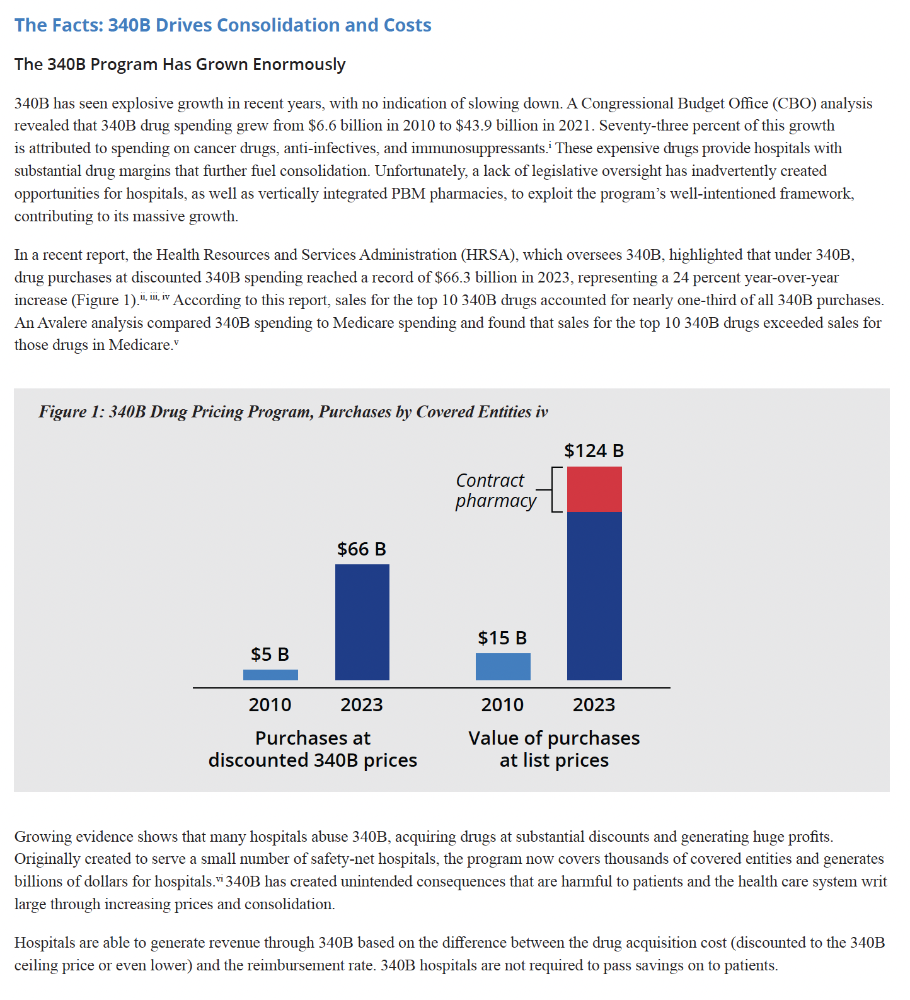 The Facts: 340B Drives Consolidation and Costs
The 340B Program Has Grown Enormously
340B has seen explosive growth in recent years, with no indication of slowing down. A Congressional Budget Office (CBO) analysis
revealed that 340B drug spending grew from $6.6 billion in 2010 to $43.9 billion in 2021. Seventy-three percent of this growth
is attributed to spending on cancer drugs, anti-infectives, and immunosuppressants.ⁱ These expensive drugs provide hospitals with
substantial drug margins that further fuel consolidation. Unfortunately, a lack of legislative oversight has inadvertently created
opportunities for hospitals, as well as vertically integrated PBM pharmacies, to exploit the program’s well-intentioned framework,
contributing to its massive growth.
In a recent report, the Health Resources and Services Administration (HRSA), which oversees 340B, highlighted that under 340B,
drug purchases at discounted 340B spending reached a record of $66.3 billion in 2023, representing a 24 percent year-over-year
increase (Figure 1).ii, iii, iv According to this report, sales for the top 10 340B drugs accounted for nearly one-third of all 340B purchases.
An Avalere analysis compared 340B spending to Medicare spending and found that sales for the top 10 340B drugs exceeded sales for
those drugs in Medicare.v
Figure 1: 340B Drug Pricing Program, Purchases by Covered Entities iv
$124 B
Contract
pharmacy
$66 B
$15 B
$5 B
2010 2023 2010 2023
Purchases at
discounted 340B prices
Value of purchases
at list prices
Growing evidence shows that many hospitals abuse 340B, acquiring drugs at substantial discounts and generating huge profits.
Originally created to serve a small number of safety-net hospitals, the program now covers thousands of covered entities and generates
billions of dollars for hospitals.vi 340B has created unintended consequences that are harmful to patients and the health care system writ
large through increasing prices and consolidation.
Hospitals are able to generate revenue through 340B based on the difference between the drug acquisition cost (discounted to the 340B
ceiling price or even lower) and the reimbursement rate. 340B hospitals are not required to pass savings on to patients.